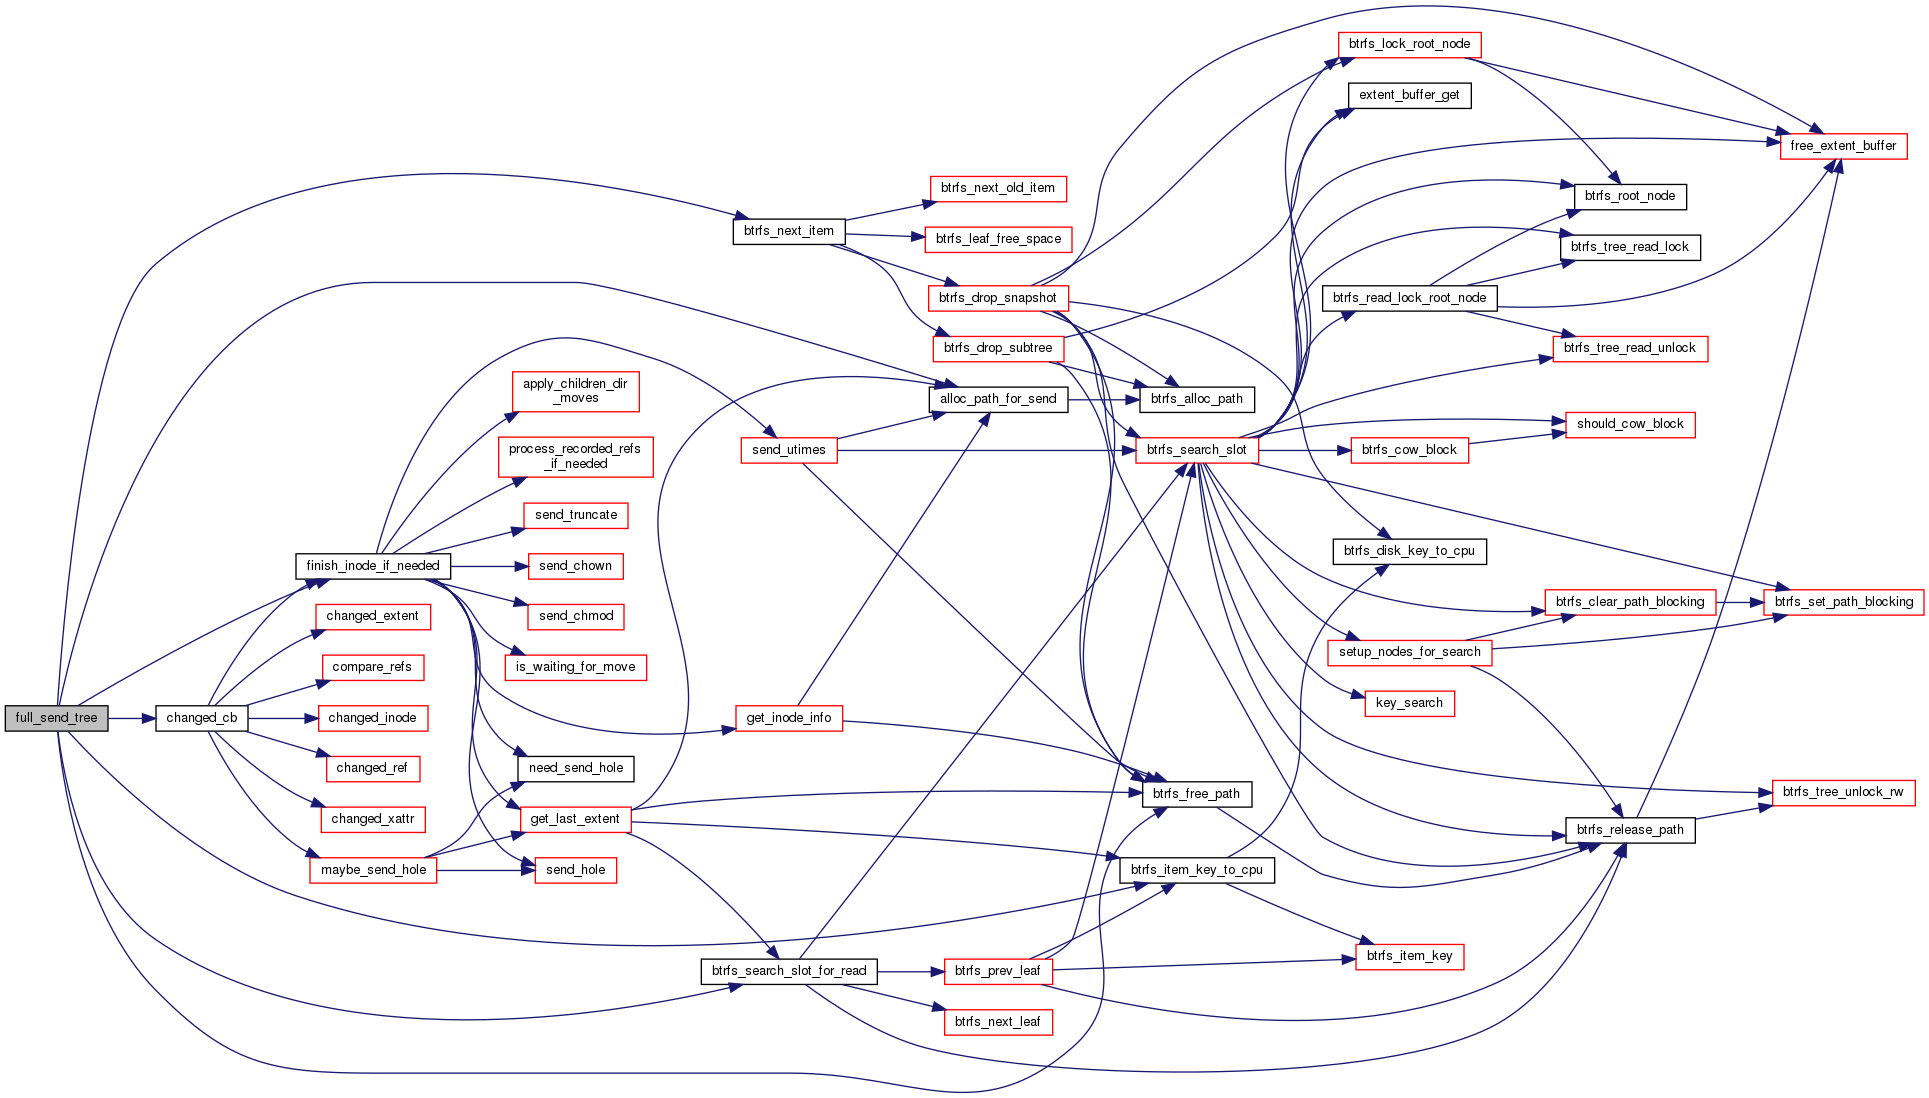 full_send_tree
changed_cb
finish_inode_if_needed
changed_extent
compare_refs
changed_inode
changed_ref
changed_xattr
maybe_send_hole
apply_children_dir
_moves
process_recorded_refs
_if_needed
send_truncate
send_chown
send_chmod
is_waiting_for_move
need_send_hole
get_last_extent
send_hole
btrfs_next_item
send_utimes
get_inode_info
btrfs_search_slot_for_read
btrfs_next_old_item
btrfs_leaf_free_space
btrfs_drop_snapshot
btrfs_drop_subtree
alloc_path_for_send
btrfs_prev_leaf
btrfs_next_leaf
btrfs_alloc_path
btrfs_search_slot
btrfs_free_path
btrfs_item_key_to_cpu
btrfs_lock_root_node
extent_buffer_get
btrfs_read_lock_root_node
btrfs_cow_block
btrfs_disk_key_to_cpu
setup_nodes_for_search
key_search
btrfs_item_key
btrfs_root_node
btrfs_tree_read_lock
btrfs_tree_read_unlock
should_cow_block
btrfs_clear_path_blocking
btrfs_release_path
free_extent_buffer
btrfs_set_path_blocking
btrfs_tree_unlock_rw